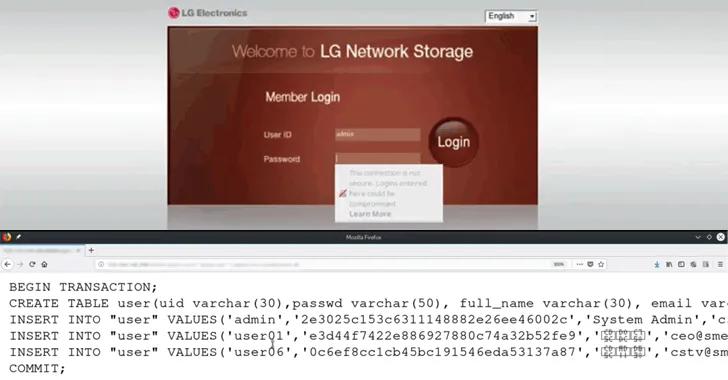 LG Electronics
English
Welcome to LG Network Storage
Member Login
User ID
admin
Login
Password
This connection is not
secure. Logins entered
here could be
compromised.
Learn More
Mozilla Firefox
BEGIN TRANSACTION;
CREATE TABLE user(uid varchar(30),passwd varchar(50), full_name varchar(30), email varc
INSERT INTO "user" VALUES('admin','2e3025c153c6311148882e26ee46002c','System Admin','cs
INSERT INTO "user" VALUES('user01','e3d44f7422e886927880c74a32b52fe9','','ceo@sme
INSERT INTO "user" VALUES('user06','0c6ef8cc1cb45bc191546eda53137a87','','cstv@sm
COMMIT;